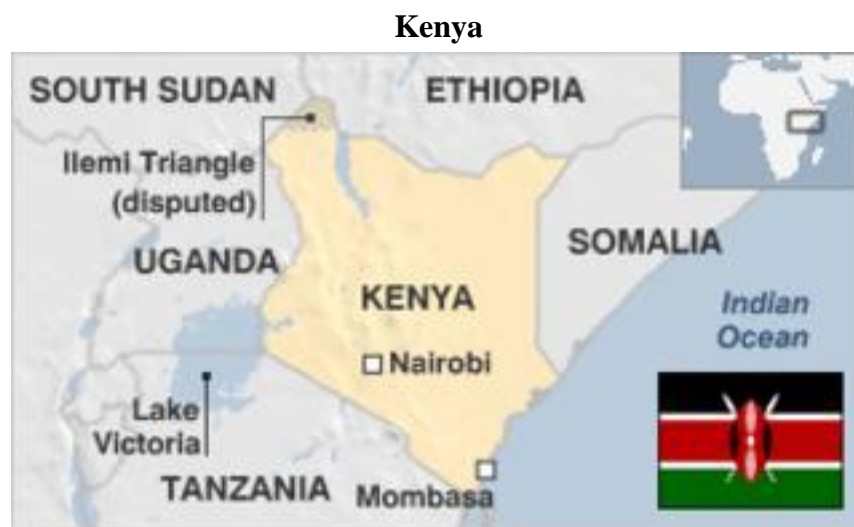 Kenya
SOUTH SUDAN
ETHIOPIA
Ilemi Triangle
(disputed)
UGANDA
SOMALIA
KENYA
Indian
Ocean
Nairobi
Lake
Victoria
TANZANIA
Mombasa